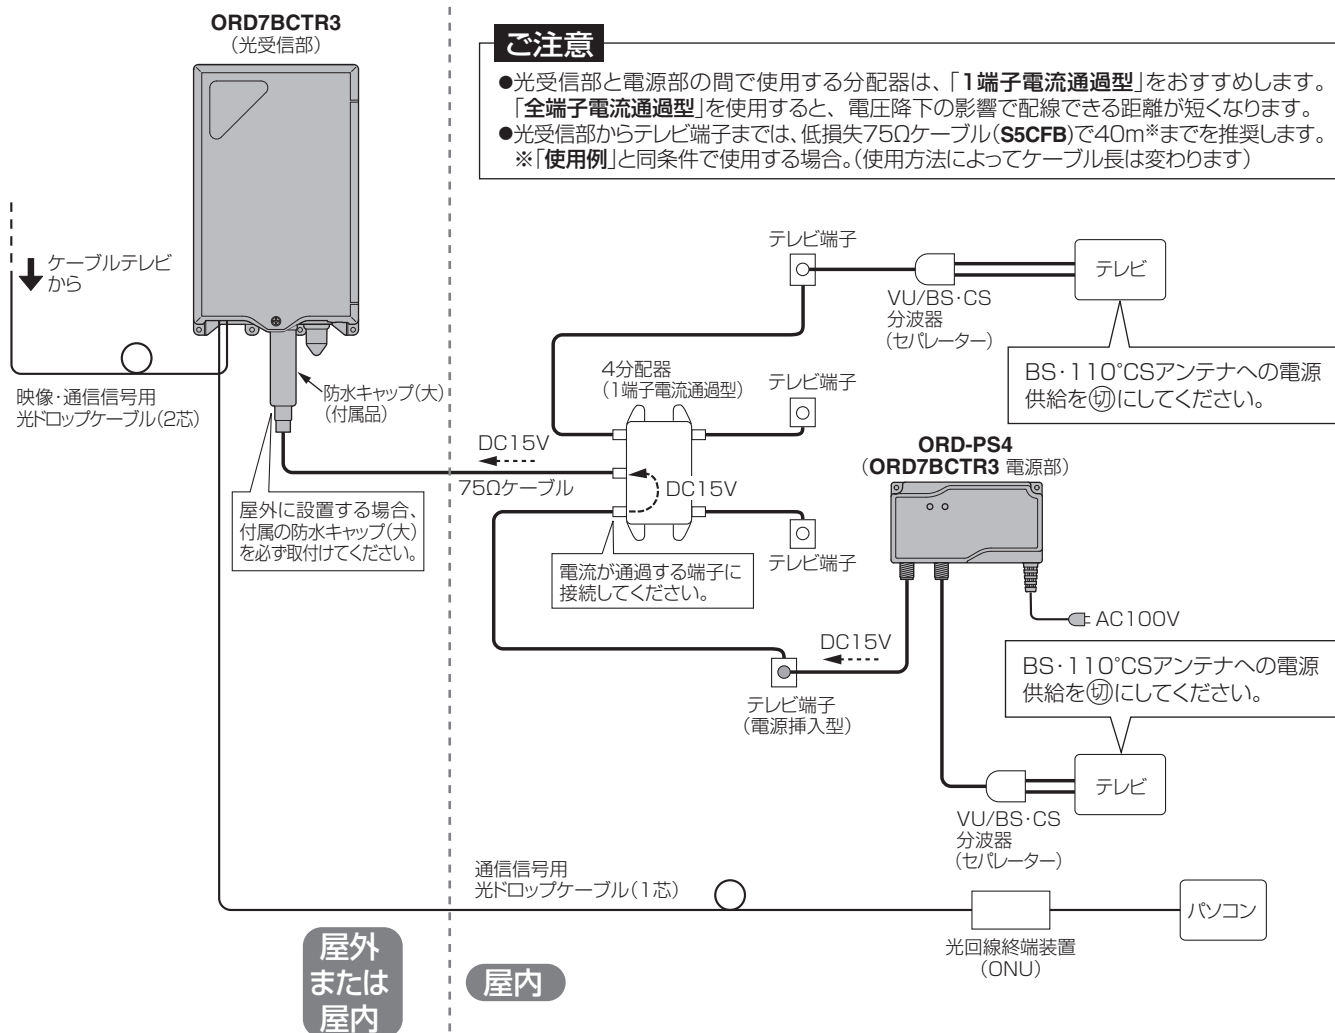 ORD7BCTR3
（光受信部）
ご注意
●光受信部と電源部の間で使用する分配器は、「1端子電流通過型」をおすすめします。
「全端子電流通過型」を使用すると、電圧降下の影響で配線できる距離が短くなります。
●光受信部からテレビ端子までは、低損失75Ωケーブル（S5CFB）で40m※までを推奨します。
※「使用例」と同条件で使用する場合。（使用方法によってケーブル長は変わります）
ケーブルテレビ
から
映像・通信信号用
光ドロップケーブル（2芯）
防水キャップ（大）
（付属品）
屋外に設置する場合、
付属の防水キャップ（大）
を必ず取付けてください。
DC15V
75Ωケーブル
4分配器
（1端子電流通過型）
DC15V
電流が通過する端子に
接続してください。
テレビ端子
テレビ端子
テレビ端子
VU/BS・CS
分波器
（セパレーター）
テレビ
BS・110°CSアンテナへの電源
供給を㊀切にしてください。
ORD-PS4
（ORD7BCTR3 電源部）
AC100V
DC15V
テレビ端子
（電源挿入型）
BS・110°CSアンテナへの電源
供給を切にしてください。
テレビ
VU/BS・CS
分波器
（セパレーター）
通信信号用
光ドロップケーブル（1芯）
光回線終端装置
（ONU）
パソコン
屋外
または
屋内
屋内